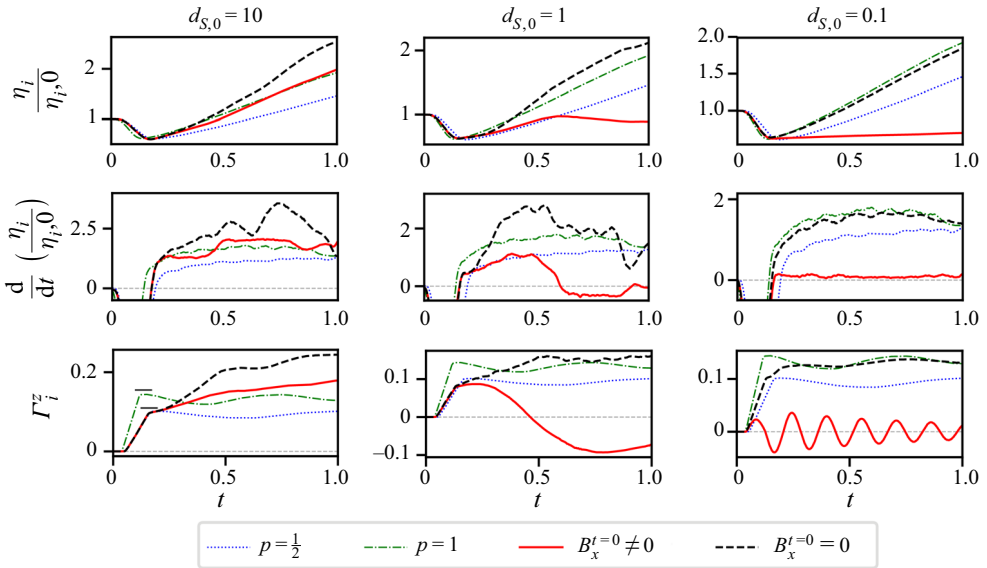 d_{S,0} = 10
d_{S,0} = 1
d_{S,0} = 0.1
η_i / η_i,0
2
1
0 0.5 1.0
t
2
1
0 0.5 1.0
t
2.0
1.5
1.0
0 0.5 1.0
t
d/dt (η_i / η_i,0)
2.5
0
0 0.5 1.0
2
0
0 0.5 1.0
2
1
0
0 0.5 1.0
Γ_i^z
0.2
0
0 0.5 1.0
t
0.1
0
−0.1
0 0.5 1.0
t
0.1
0
0 0.5 1.0
t
p = 1/2
p = 1
B_x^{t=0} ≠ 0
B_x^{t=0} = 0